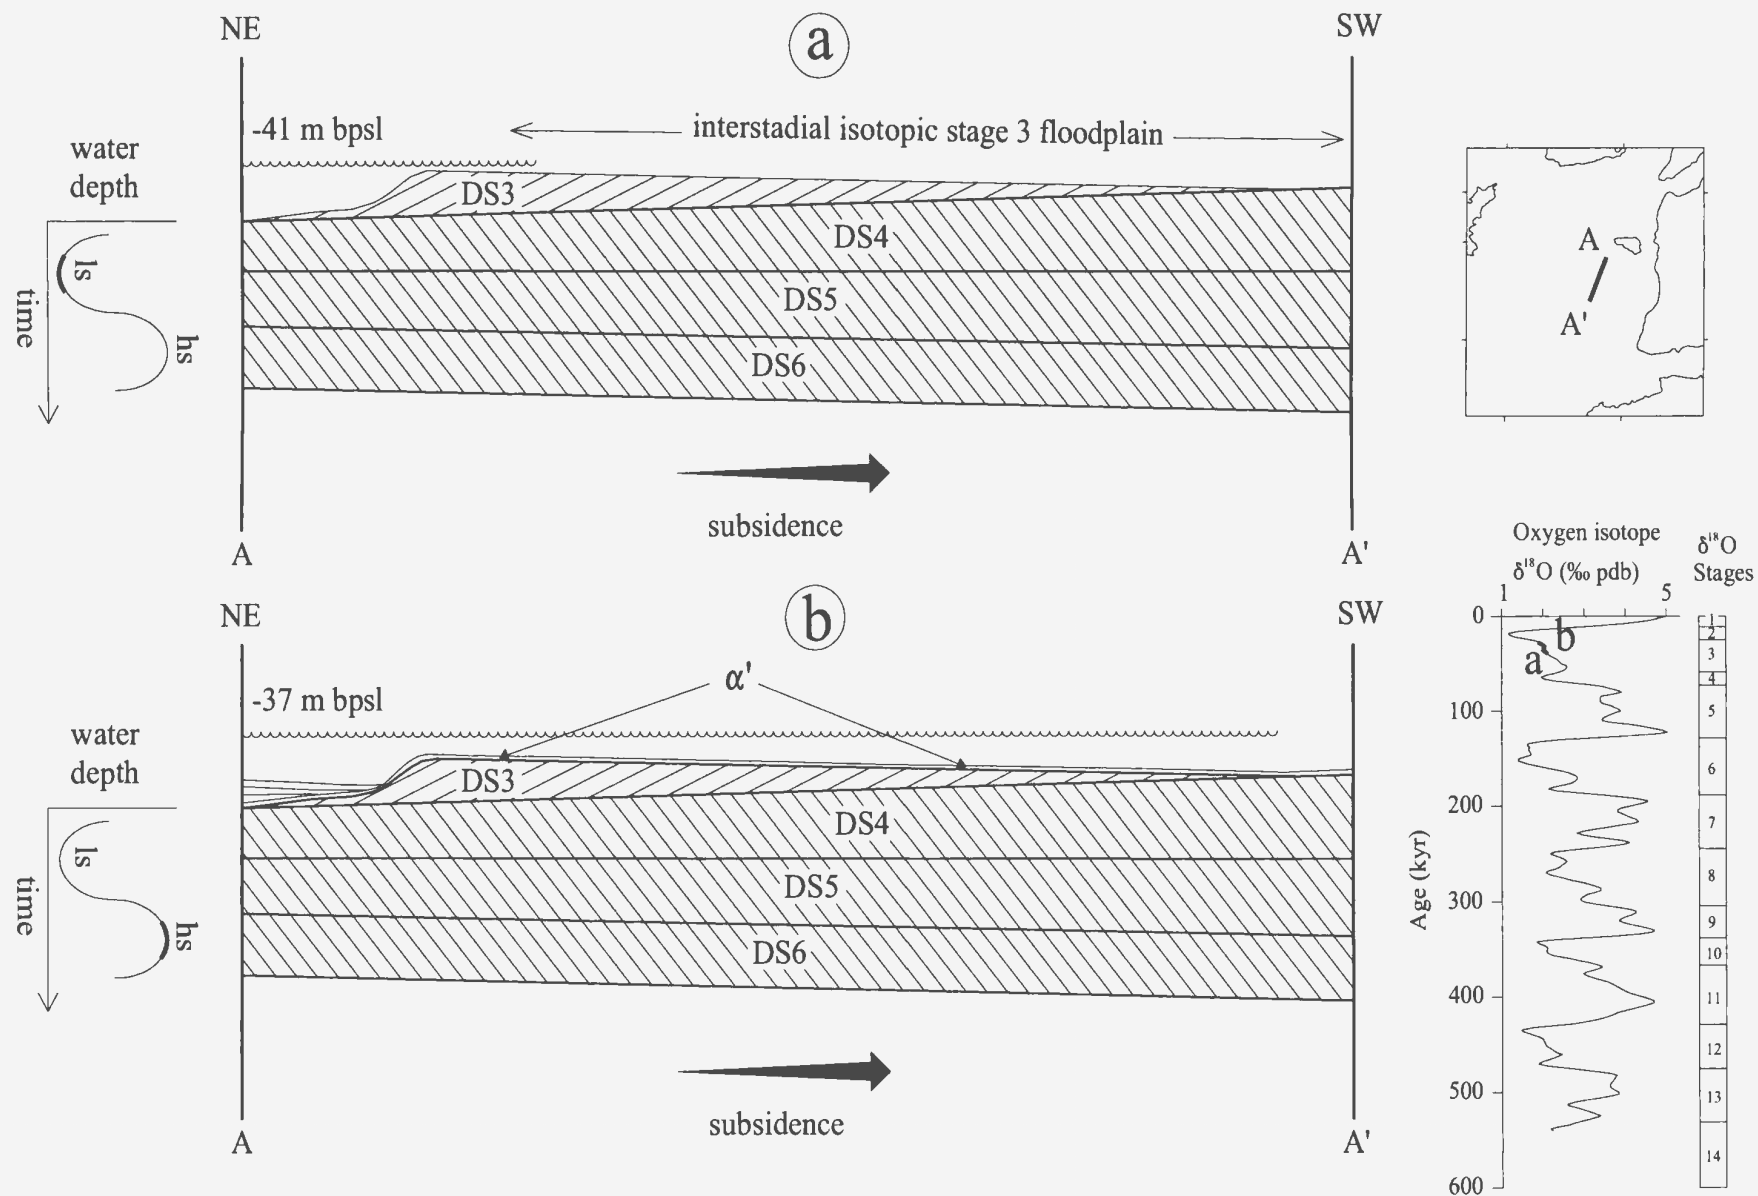 NE
a
SW
-41 m bpsl
interstadial isotopic stage 3 floodplain
water
depth
DS3
DS4
DS5
DS6
ls
hs
time
subsidence
A
A'
A
A'
NE
b
SW
α'
-37 m bpsl
water
depth
DS3
DS4
DS5
DS6
ls
hs
time
subsidence
A
A'
Oxygen isotope
δ¹⁸O (‰ pdb)
δ¹⁸O
Stages
1
5
0
100
200
300
400
500
600
Age (kyr)
a
b
1
2
3
4
5
6
7
8
9
10
11
12
13
14